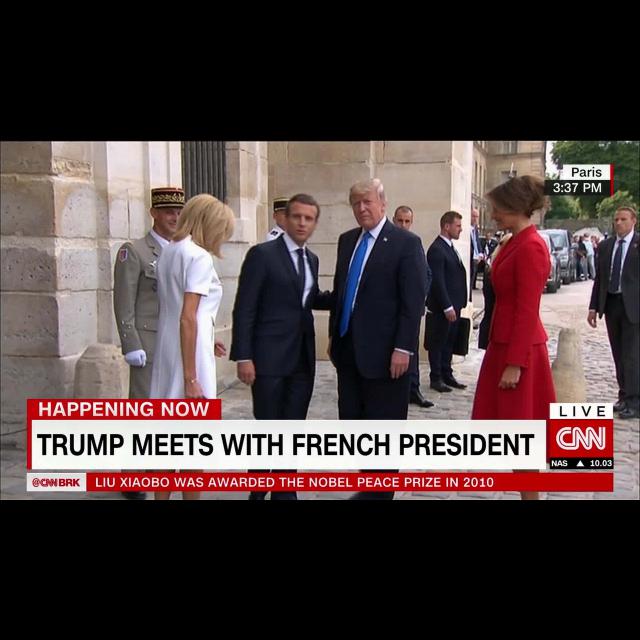 Paris
3:37 PM
HAPPENING NOW
LIVE
TRUMP MEETS WITH FRENCH PRESIDENT
CNN
NAS ▲ 10.03
@CNNBRK LIU XIAOBO WAS AWARDED THE NOBEL PEACE PRIZE IN 2010